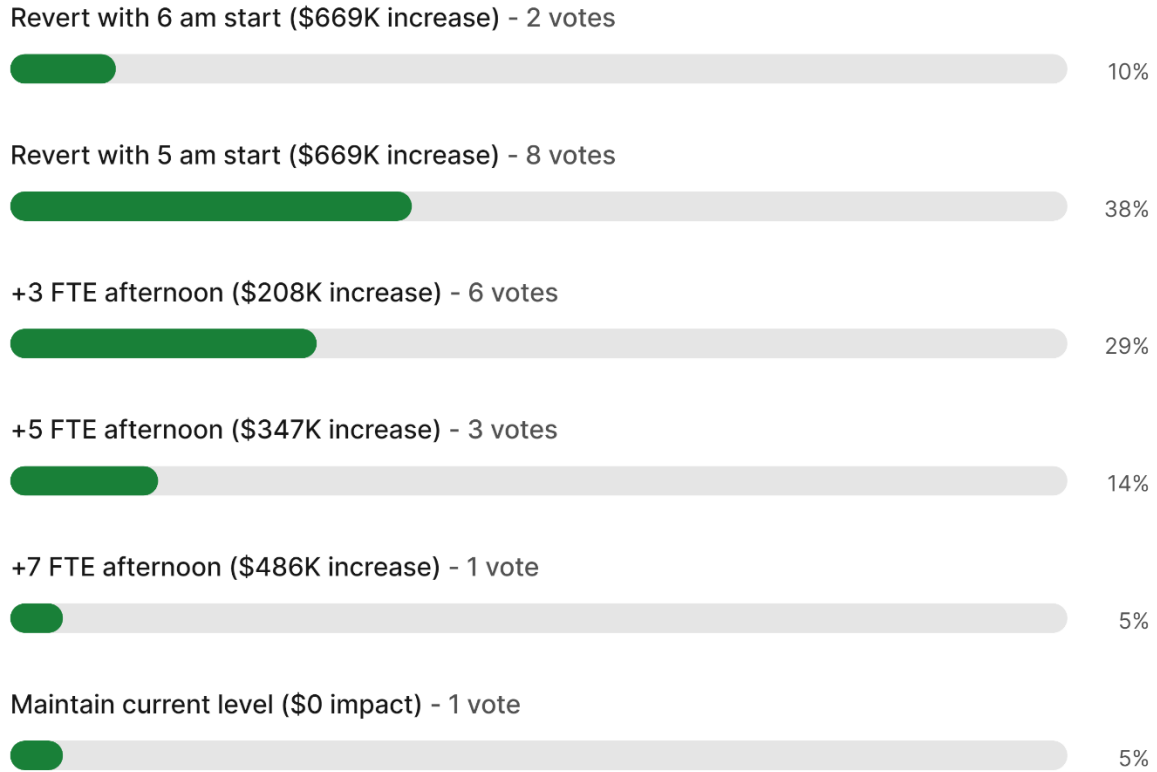 Revert with 6 am start ($669K increase) - 2 votes
10%
Revert with 5 am start ($669K increase) - 8 votes
38%
+3 FTE afternoon ($208K increase) - 6 votes
29%
+5 FTE afternoon ($347K increase) - 3 votes
14%
+7 FTE afternoon ($486K increase) - 1 vote
5%
Maintain current level ($0 impact) - 1 vote
5%